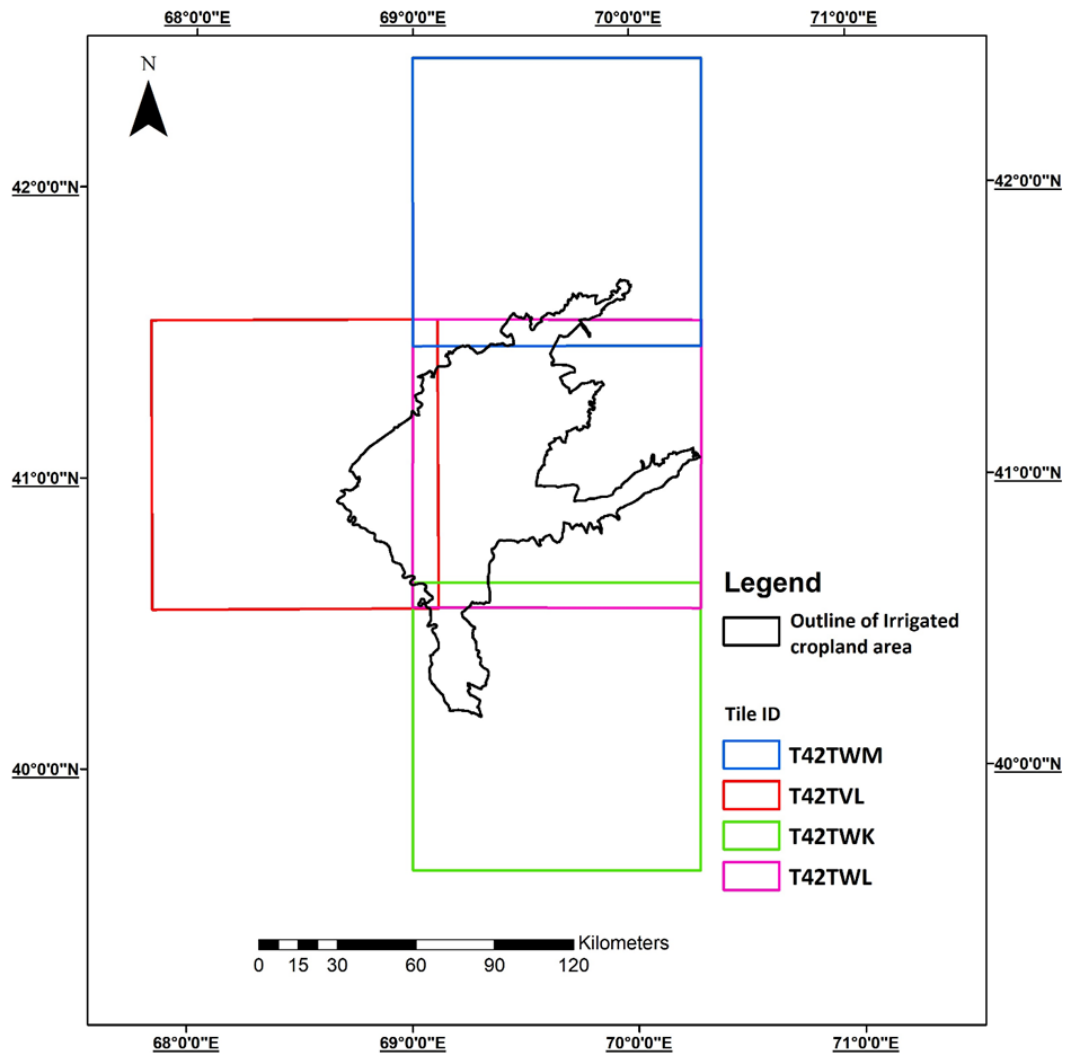 68°0'0"E 69°0'0"E 70°0'0"E 71°0'0"E
N
42°0'0"N 42°0'0"N
41°0'0"N 41°0'0"N
Legend
Outline of Irrigated
cropland area
Tile ID
T42TWM
40°0'0"N 40°0'0"N
T42TVL
T42TWK
T42TWL
Kilometers
0 15 30 60 90 120
68°0'0"E 69°0'0"E 70°0'0"E 71°0'0"E